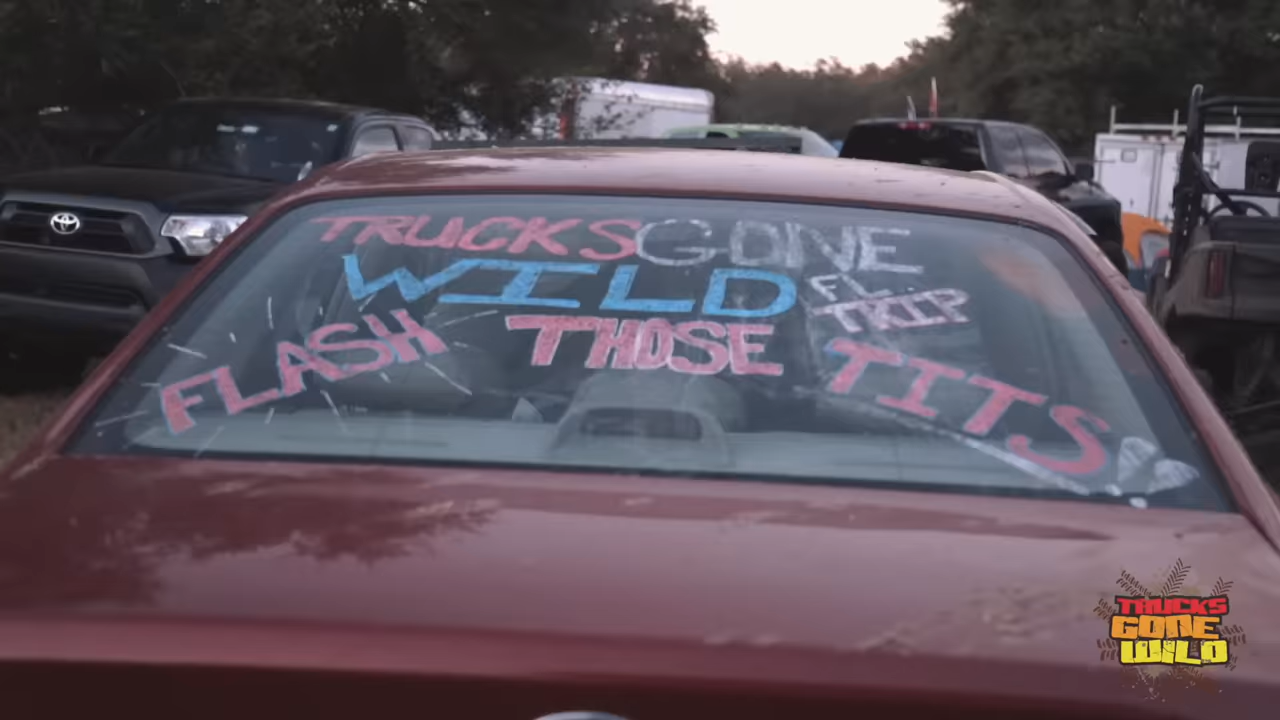 TRUCKS GONE
WILD FL.
TRIP
FLASH THOSE TITS
TRUCKS
GONE
WILD